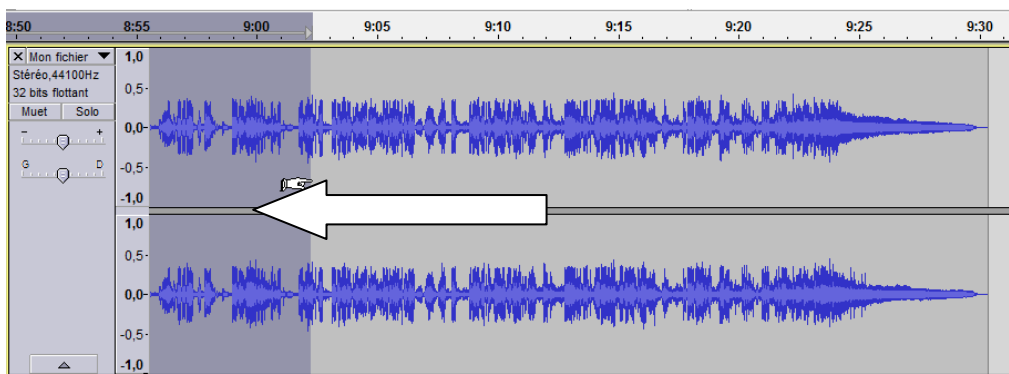 8:50 8:55 9:00 9:05 9:10 9:15 9:20 9:25 9:30
X Mon fichier ▼
Stéréo,44100Hz
32 bits flottant
Muet Solo
- +
G D
1,0
0,5-
0,0-
-0,5-
-1,0
1,0
0,5-
0,0-
-0,5-
-1,0